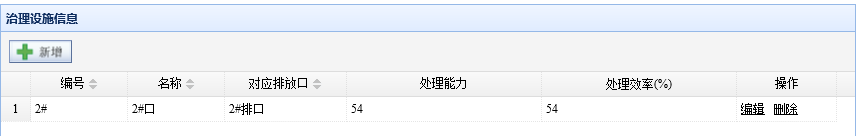 治理设施信息
新增
编号 名称 对应排放口 处理能力 处理效率(%) 操作
1 2# 2#口 2#排口 54 54 编辑 删除